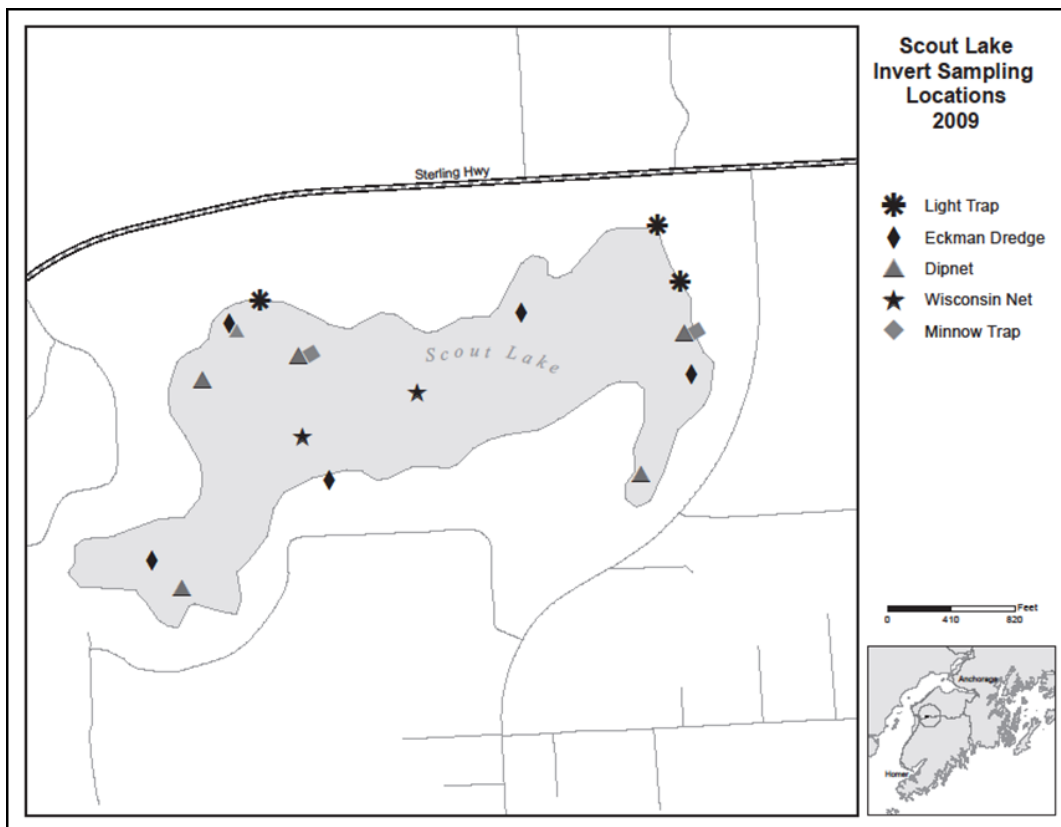 Scout Lake
Invert Sampling
Locations
2009
Sterling Hwy
Light Trap
Eckman Dredge
Dipnet
Wisconsin Net
Minnow Trap
Scout Lake
Feet
0 410 820
Anchorage
Homer